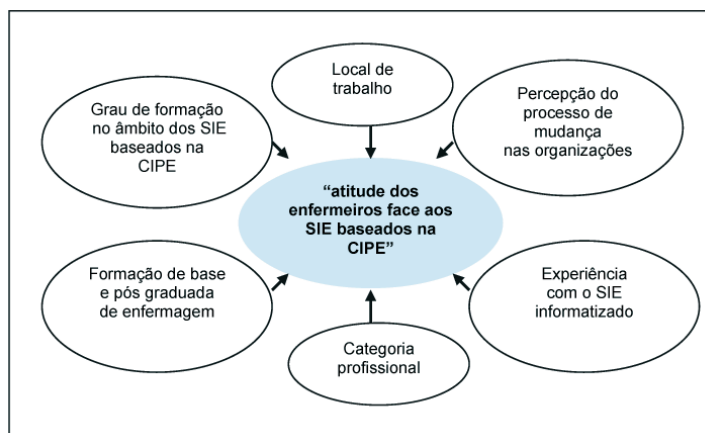 Local de
trabalho
Grau de formação
no âmbito dos SIE
baseados na
CIPE
Percepção do
processo de
mudança
nas organizações
“atitude dos
enfermeiros face aos
SIE baseados na
CIPE”
Formação de base
e pós graduada
de enfermagem
Experiência
com o SIE
informatizado
Categoria
profissional